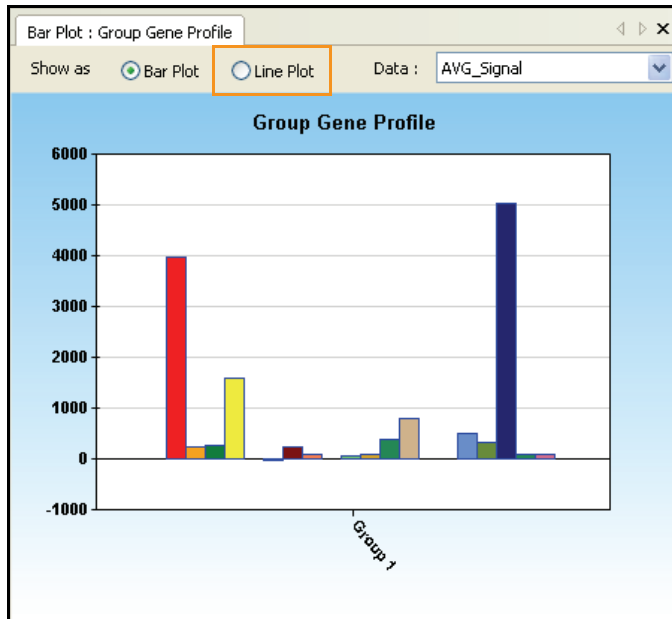 Bar Plot : Group Gene Profile
Show as Bar Plot Line Plot Data : AVG_Signal
Group Gene Profile
6000
5000
4000
3000
2000
1000
0
-1000
Group 1